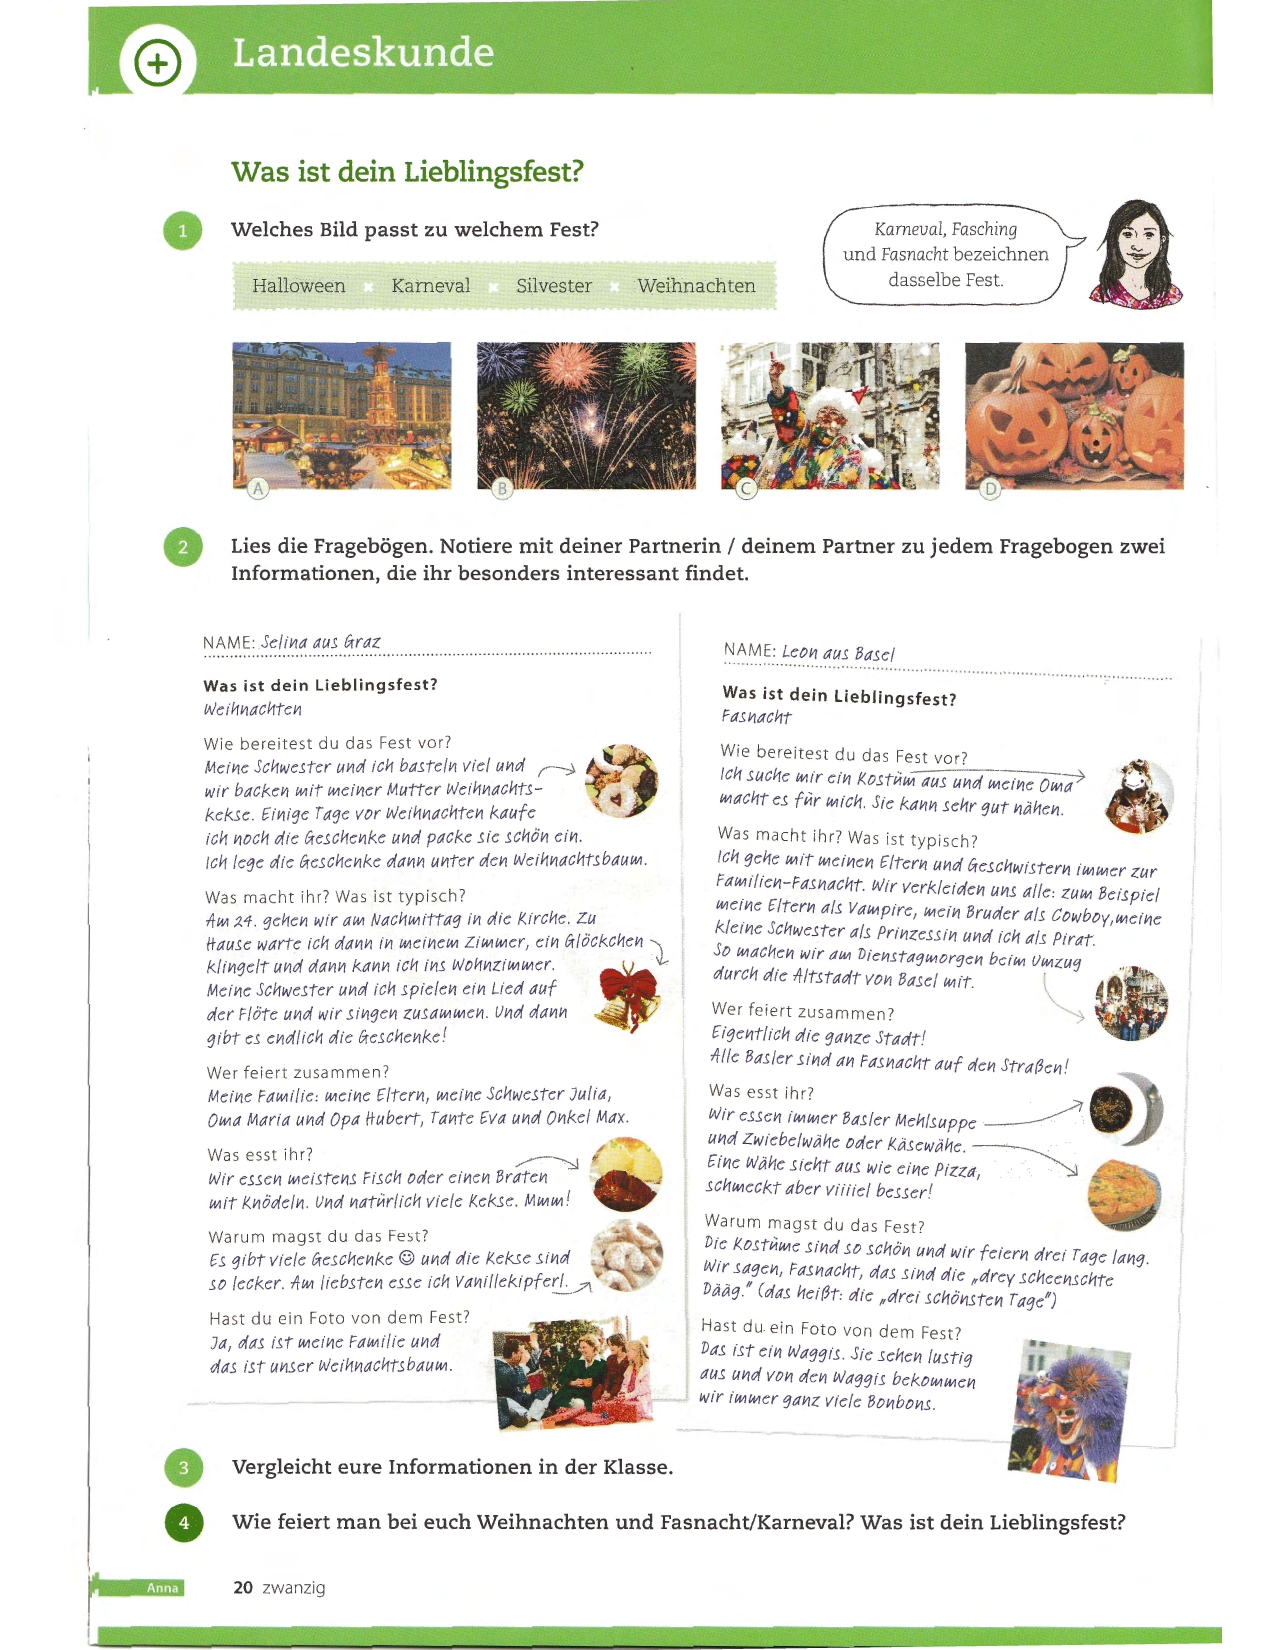 Landeskunde
Was ist dein Lieblingsfest?
1
Welches Bild passt zu welchem Fest?
Karneval, Fasching
und Fasnacht bezeichnen
dasselbe Fest.
Halloween × Karneval × Silvester × Weihnachten
A
B
C
D
2
Lies die Fragebögen. Notiere mit deiner Partnerin / deinem Partner zu jedem Fragebogen zwei
Informationen, die ihr besonders interessant findet.
NAME: Selina aus Graz
Was ist dein Lieblingsfest?
Weihnachten
Wie bereitest du das Fest vor?
Meine Schwester und ich basteln viel und
wir backen mit meiner Mutter Weihnachts-
kekse. Einige Tage vor Weihnachten kaufe
ich noch die Geschenke und packe sie schön ein.
Ich lege die Geschenke dann unter den Weihnachtsbaum.
Was macht ihr? Was ist typisch?
Am 24. gehen wir am Nachmittag in die Kirche. Zu
Hause warte ich dann in meinem Zimmer, ein Glöckchen
klingelt und dann kann ich ins Wohnzimmer.
Meine Schwester und ich spielen ein Lied auf
der Flöte und wir singen zusammen. Und dann
gibt es endlich die Geschenke!
Wer feiert zusammen?
Meine Familie: meine Eltern, meine Schwester Julia,
Oma Maria und Opa Hubert, Tante Eva und Onkel Max.
Was esst ihr?
Wir essen meistens Fisch oder einen Braten
mit Knödeln. Und natürlich viele Kekse. Mmm!
Warum magst du das Fest?
Es gibt viele Geschenke ☺ und die Kekse sind
so lecker. Am liebsten esse ich Vanillekipferl.
Hast du ein Foto von dem Fest?
Ja, das ist meine Familie und
das ist unser Weihnachtsbaum.
NAME: Leon aus Basel
Was ist dein Lieblingsfest?
Fasnacht
Wie bereitest du das Fest vor?
Ich suche mir ein Kostüm aus und meine Oma
macht es für mich. Sie kann sehr gut nähen.
Was macht ihr? Was ist typisch?
Ich gehe mit meinen Eltern und Geschwistern immer zur
Familien-Fasnacht. Wir verkleiden uns alle: zum Beispiel
meine Eltern als Vampire, mein Bruder als Cowboy, meine
kleine Schwester als Prinzessin und ich als Pirat.
So machen wir am Dienstagmorgen beim Umzug
durch die Altstadt von Basel mit.
Wer feiert zusammen?
Eigentlich die ganze Stadt!
Alle Basler sind an Fasnacht auf den Straßen!
Was esst ihr?
Wir essen immer Basler Mehlsuppe
und Zwiebelwähe oder Käsewähe.
Eine Wähe sieht aus wie eine Pizza,
schmeckt aber viiiiel besser!
Warum magst du das Fest?
Die Kostüme sind so schön und wir feiern drei Tage lang.
Wir sagen, Fasnacht, das sind die „drey scheenschte
Dääg." (das heißt: die „drei schönsten Tage")
Hast du ein Foto von dem Fest?
Das ist ein Waggis. Sie sehen lustig
aus und von den Waggis bekommen
wir immer ganz viele Bonbons.
3
Vergleicht eure Informationen in der Klasse.
4
Wie feiert man bei euch Weihnachten und Fasnacht/Karneval? Was ist dein Lieblingsfest?
Anna
20 zwanzig